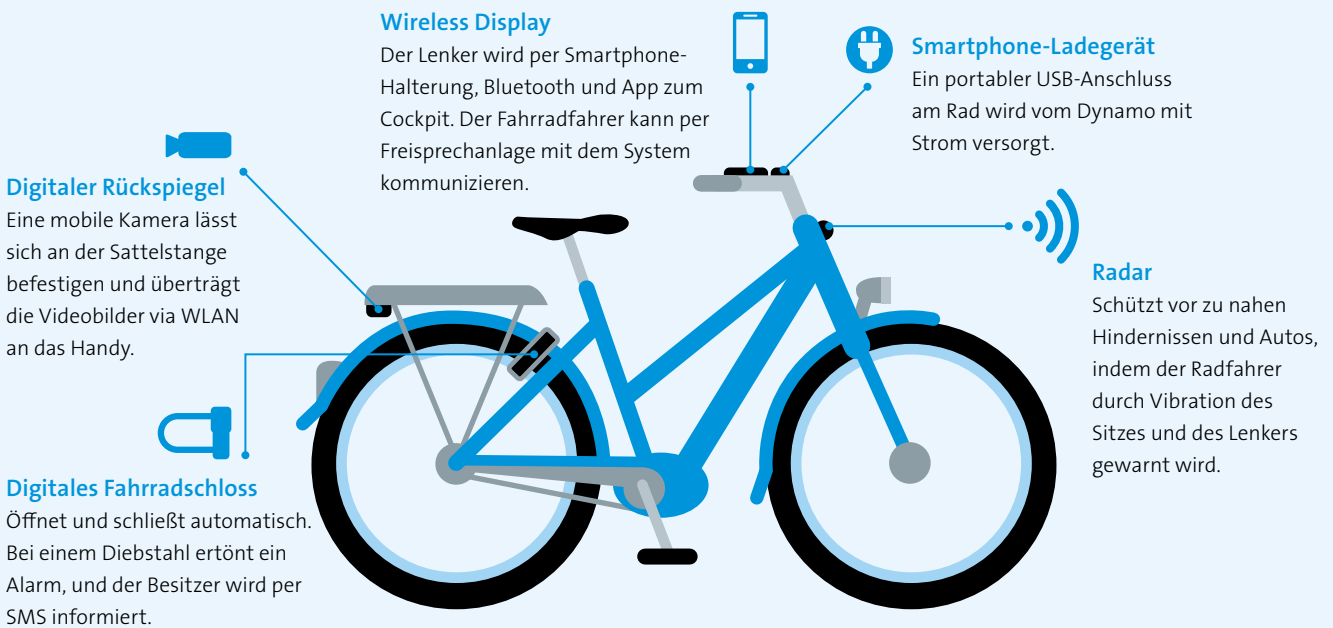 Wireless Display
Der Lenker wird per Smartphone-
Halterung, Bluetooth und App zum
Cockpit. Der Fahrradfahrer kann per
Freisprechanlage mit dem System
kommunizieren.
Smartphone-Ladegerät
Ein portabler USB-Anschluss
am Rad wird vom Dynamo mit
Strom versorgt.
Digitaler Rückspiegel
Eine mobile Kamera lässt
sich an der Sattelstange
befestigen und überträgt
die Videobilder via WLAN
an das Handy.
Radar
Schützt vor zu nahen
Hindernissen und Autos,
indem der Radfahrer
durch Vibration des
Sitzes und des Lenkers
gewarnt wird.
Digitales Fahrradschloss
Öffnet und schließt automatisch.
Bei einem Diebstahl ertönt ein
Alarm, und der Besitzer wird per
SMS informiert.